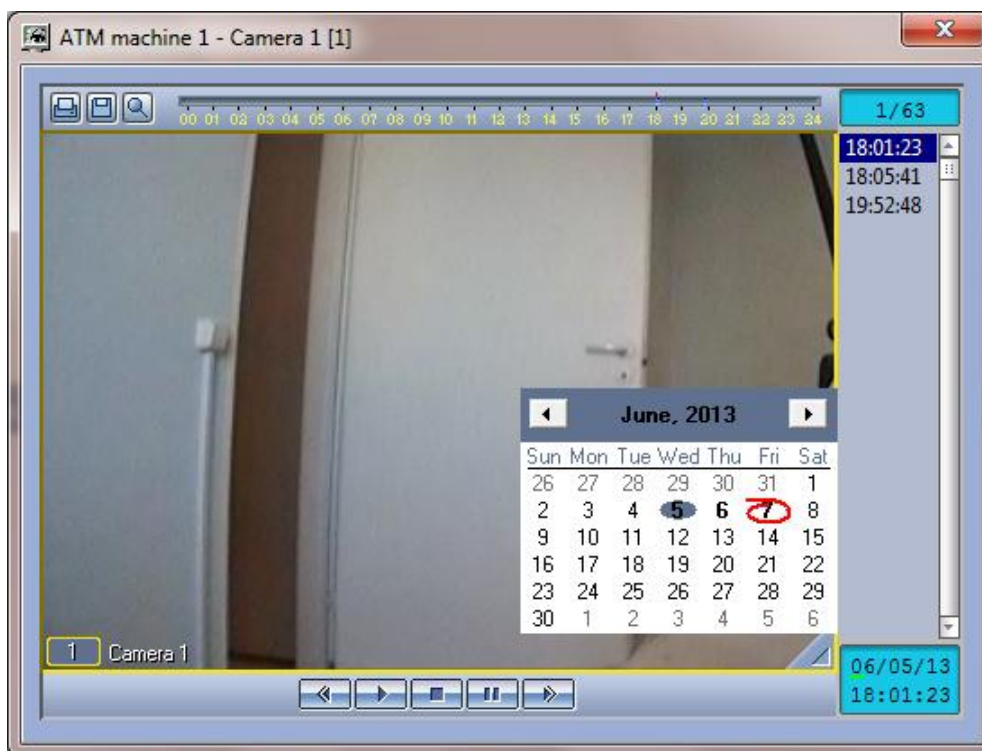 ATM machine 1 - Camera 1 [1]
00 01 02 03 04 05 06 07 08 09 10 11 12 13 14 15 16 17 18 19 20 21 22 23 24
1/63
18:01:23
18:05:41
19:52:48
June, 2013
Sun Mon Tue Wed Thu Fri Sat
26 27 28 29 30 31 1
2 3 4 5 6 7 8
9 10 11 12 13 14 15
16 17 18 19 20 21 22
23 24 25 26 27 28 29
30 1 2 3 4 5 6
1 Camera 1
06/05/13
18:01:23